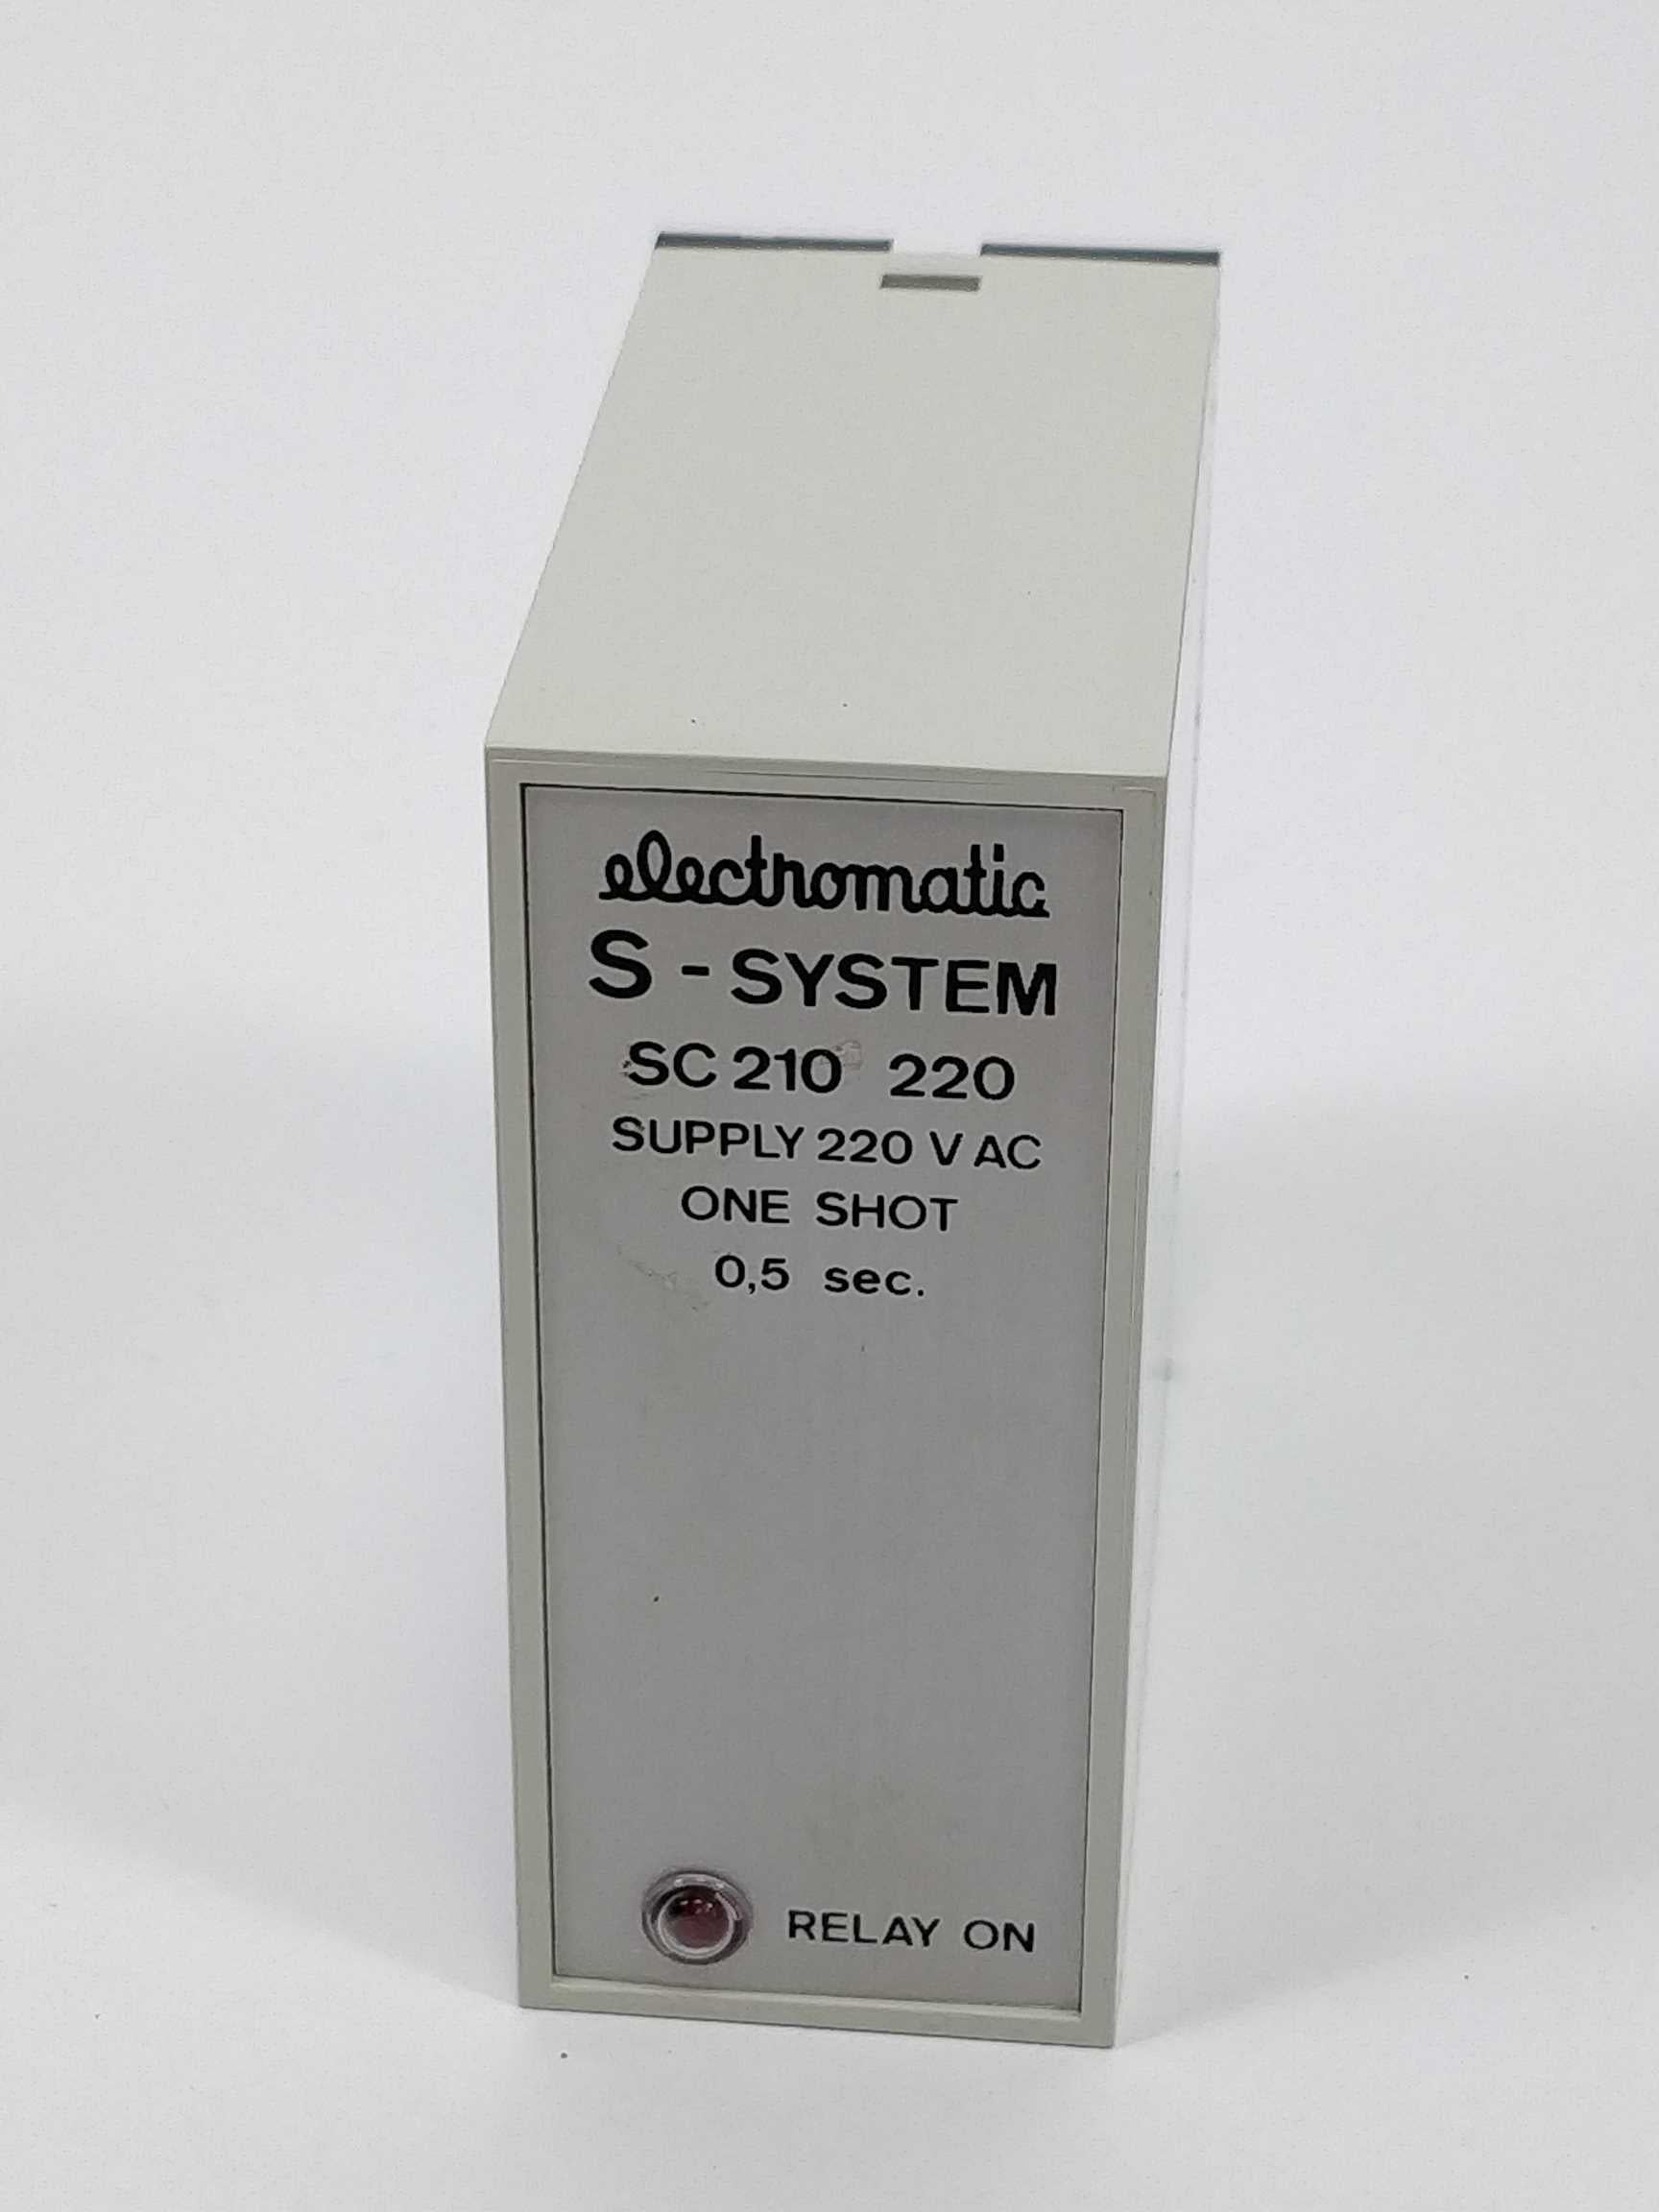 electromatic
S-SYSTEM
SC 210 220
SUPPLY 220 V AC
ONE SHOT
0,5 sec.
RELAY ON